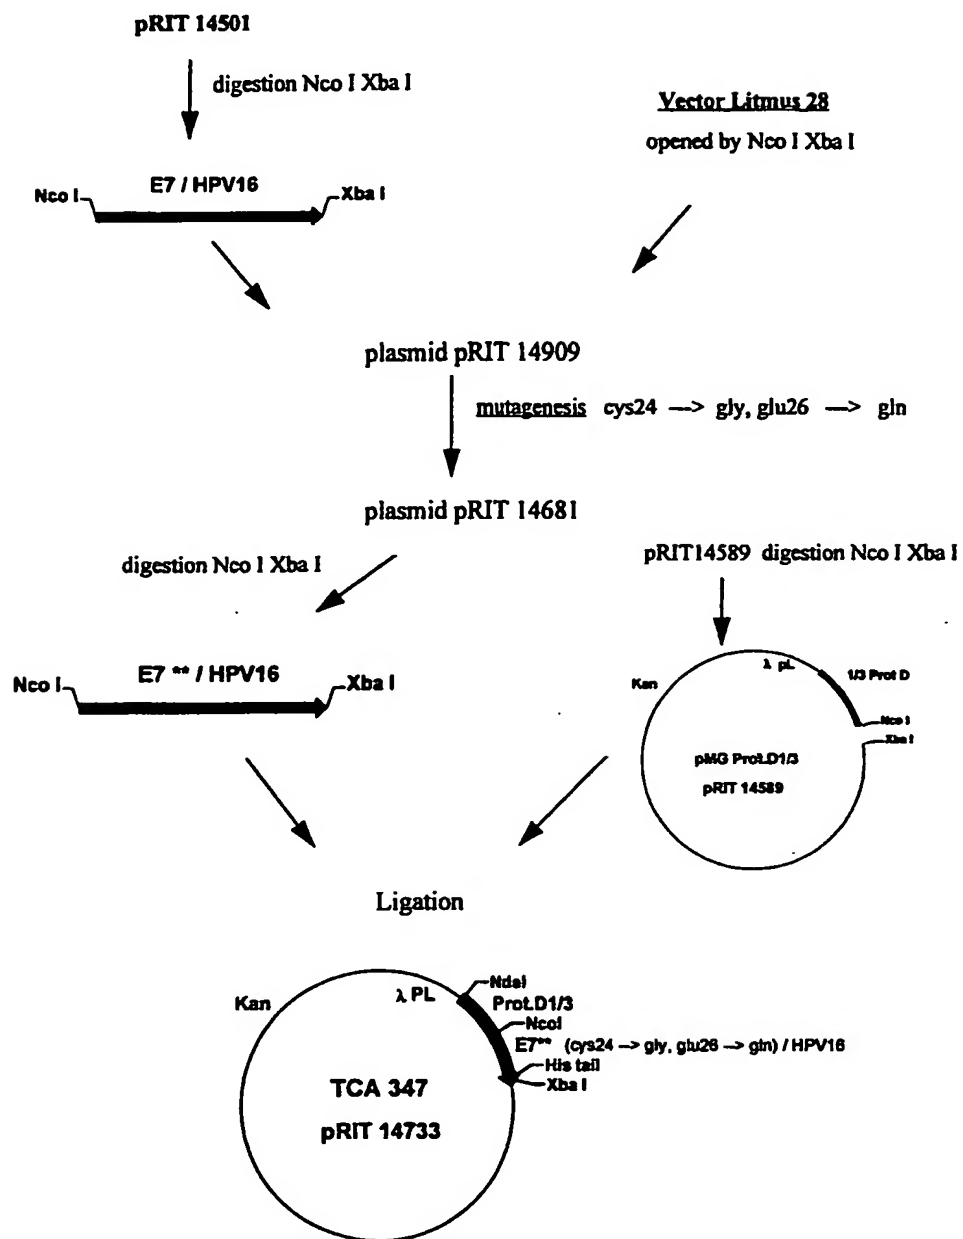 pRIT 14501
digestion Nco I Xba I
Vector Litmus 28
opened by Nco I Xba I
E7 / HPV16
Nco I
Xba I
plasmid pRIT 14909
mutagenesis cys24 —> gly, glu26 —> gln
plasmid pRIT 14681
digestion Nco I Xba I
pRIT14589 digestion Nco I Xba I
E7 ** / HPV16
Nco I
Xba I
λ pL
1/3 Prot D
Kan
Nco I
Xba I
pMG Prot.D1/3
pRIT 14589
Ligation
Kan
λ PL
NdeI
Prot.D1/3
NcoI
E7** (cys24 —> gly, glu26 —> gln) / HPV16
His tail
Xba I
TCA 347
pRIT 14733